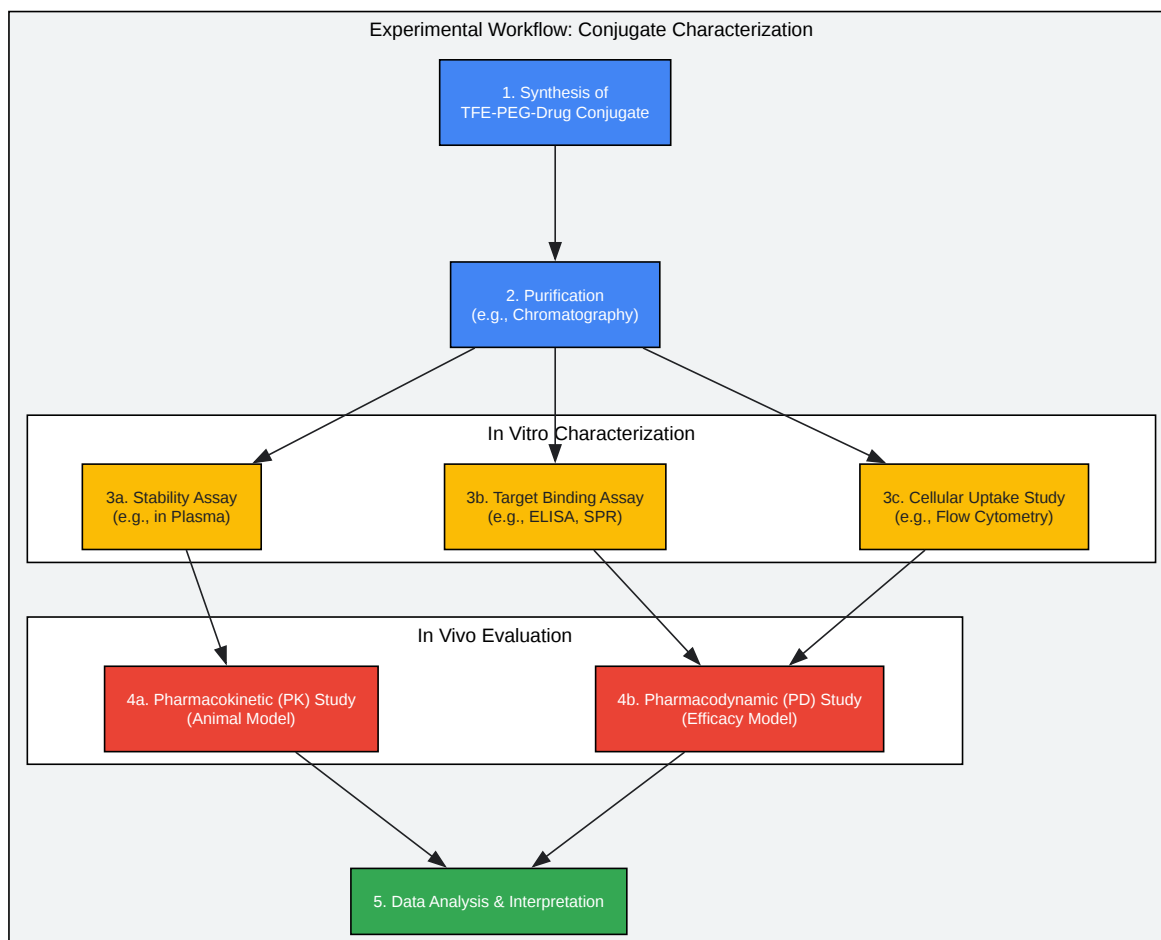 Experimental Workflow: Conjugate Characterization
1. Synthesis of
TFE-PEG-Drug Conjugate
2. Purification
(e.g., Chromatography)
In Vitro Characterization
3a. Stability Assay
(e.g., in Plasma)
3b. Target Binding Assay
(e.g., ELISA, SPR)
3c. Cellular Uptake Study
(e.g., Flow Cytometry)
In Vivo Evaluation
4a. Pharmacokinetic (PK) Study
(Animal Model)
4b. Pharmacodynamic (PD) Study
(Efficacy Model)
5. Data Analysis & Interpretation